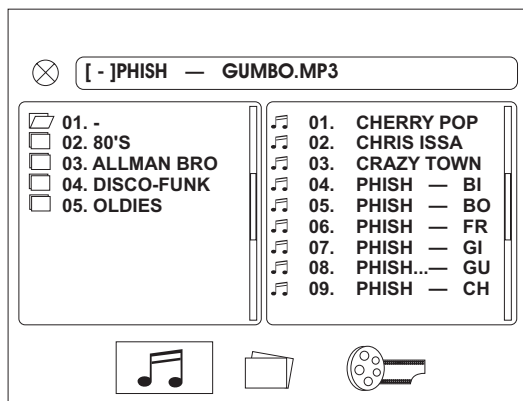 [ - ]PHISH — GUMBO.MP3
01. -
02. 80'S
03. ALLMAN BRO
04. DISCO-FUNK
05. OLDIES
01. CHERRY POP
02. CHRIS ISSA
03. CRAZY TOWN
04. PHISH — BI
05. PHISH — BO
06. PHISH — FR
07. PHISH — GI
08. PHISH...— GU
09. PHISH — CH